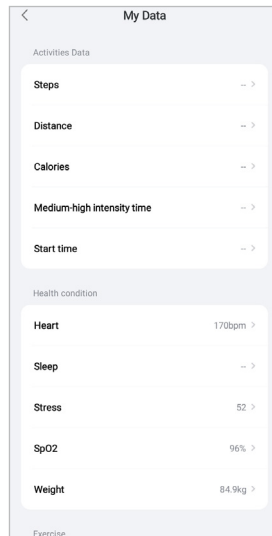 My Data
Activities Data
Steps -- >
Distance -- >
Calories -- >
Medium-high intensity time -- >
Start time -- >
Health condition
Heart 170bpm >
Sleep -- >
Stress 52 >
SpO2 96% >
Weight 84.9kg >
Exercise